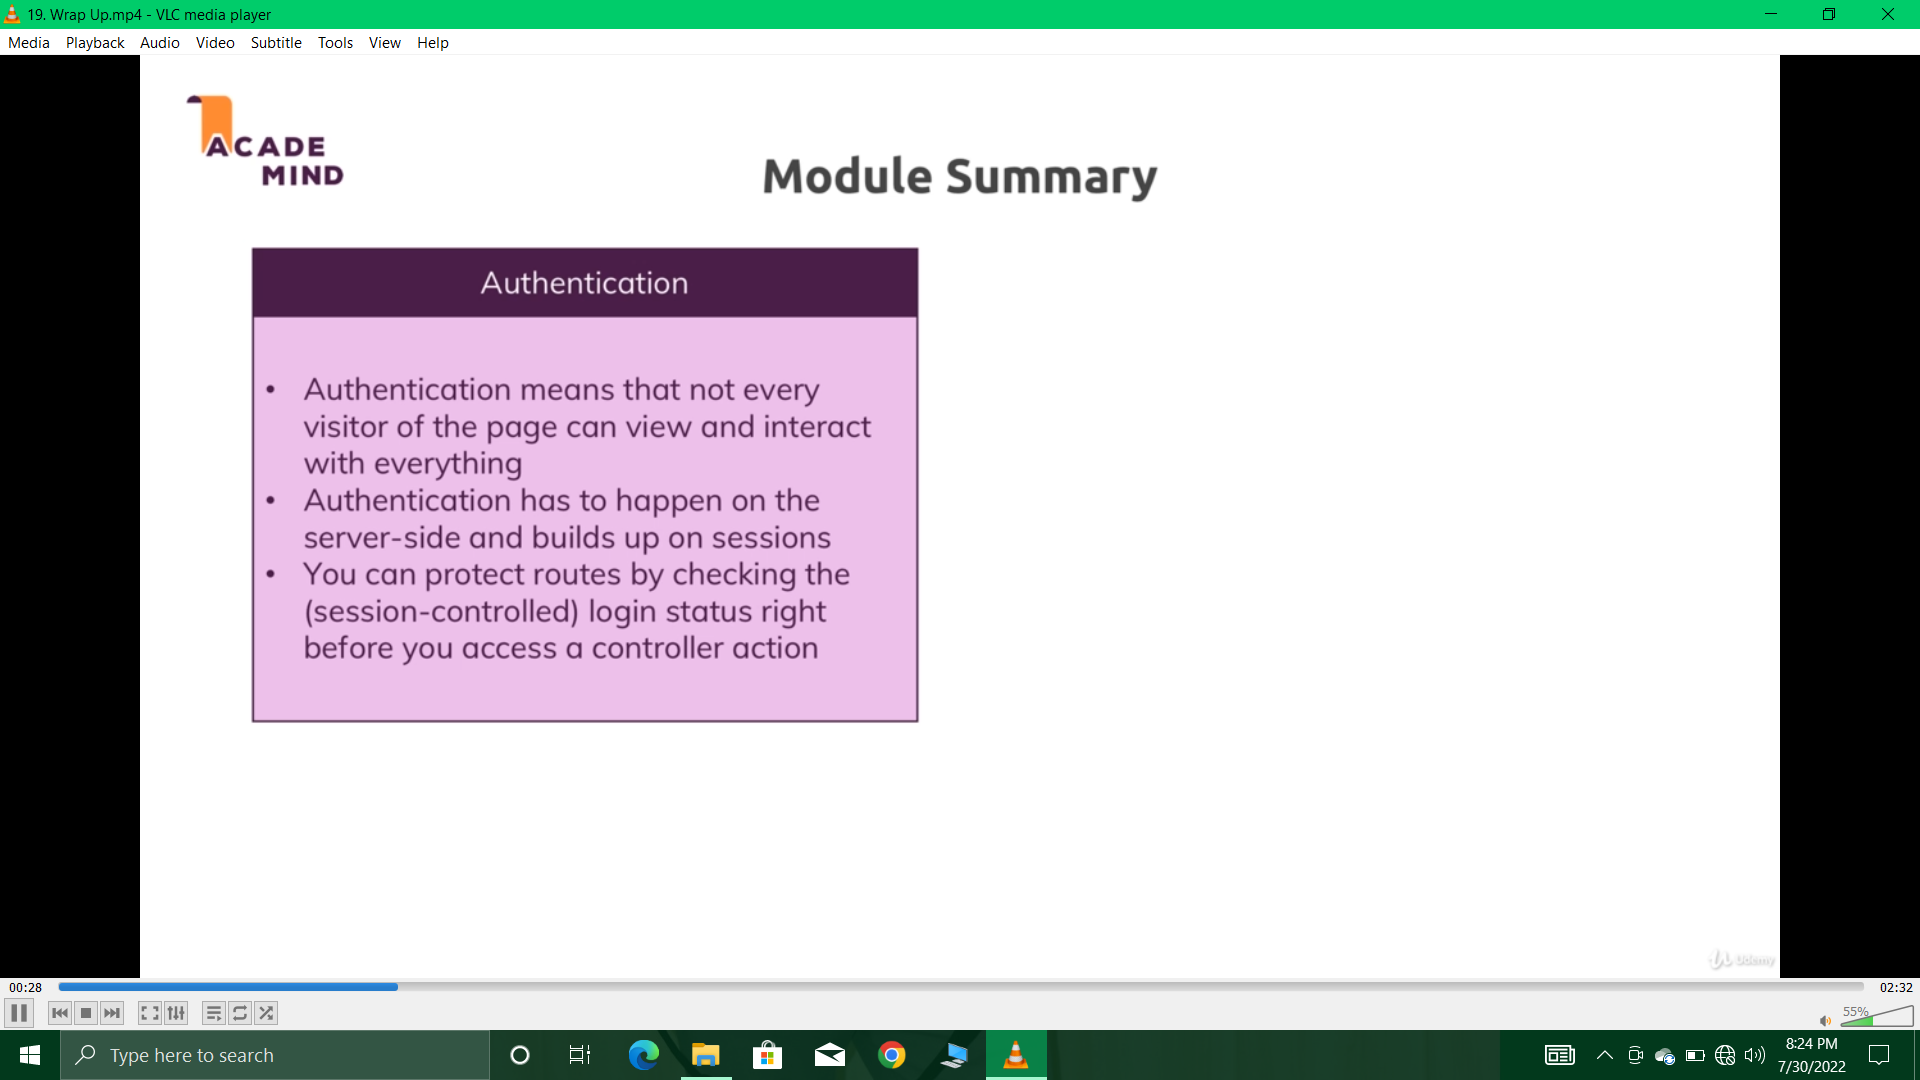 19. Wrap Up.mp4 - VLC media player
Media Playback Audio Video Subtitle Tools View Help
ACADE
MIND
Module Summary
Authentication
• Authentication means that not every
visitor of the page can view and interact
with everything
• Authentication has to happen on the
server-side and builds up on sessions
• You can protect routes by checking the
(session-controlled) login status right
before you access a controller action
Udemy
00:28
02:32
55%
Type here to search
8:24 PM
7/30/2022